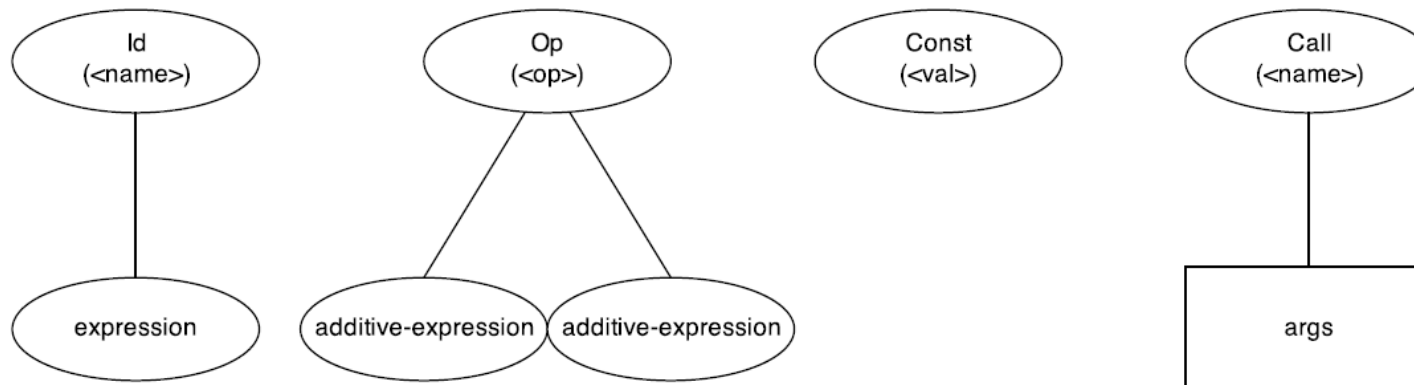 Id
(<name>)
Op
(<op>)
Const
(<val>)
Call
(<name>)
expression
additive-expression
additive-expression
args